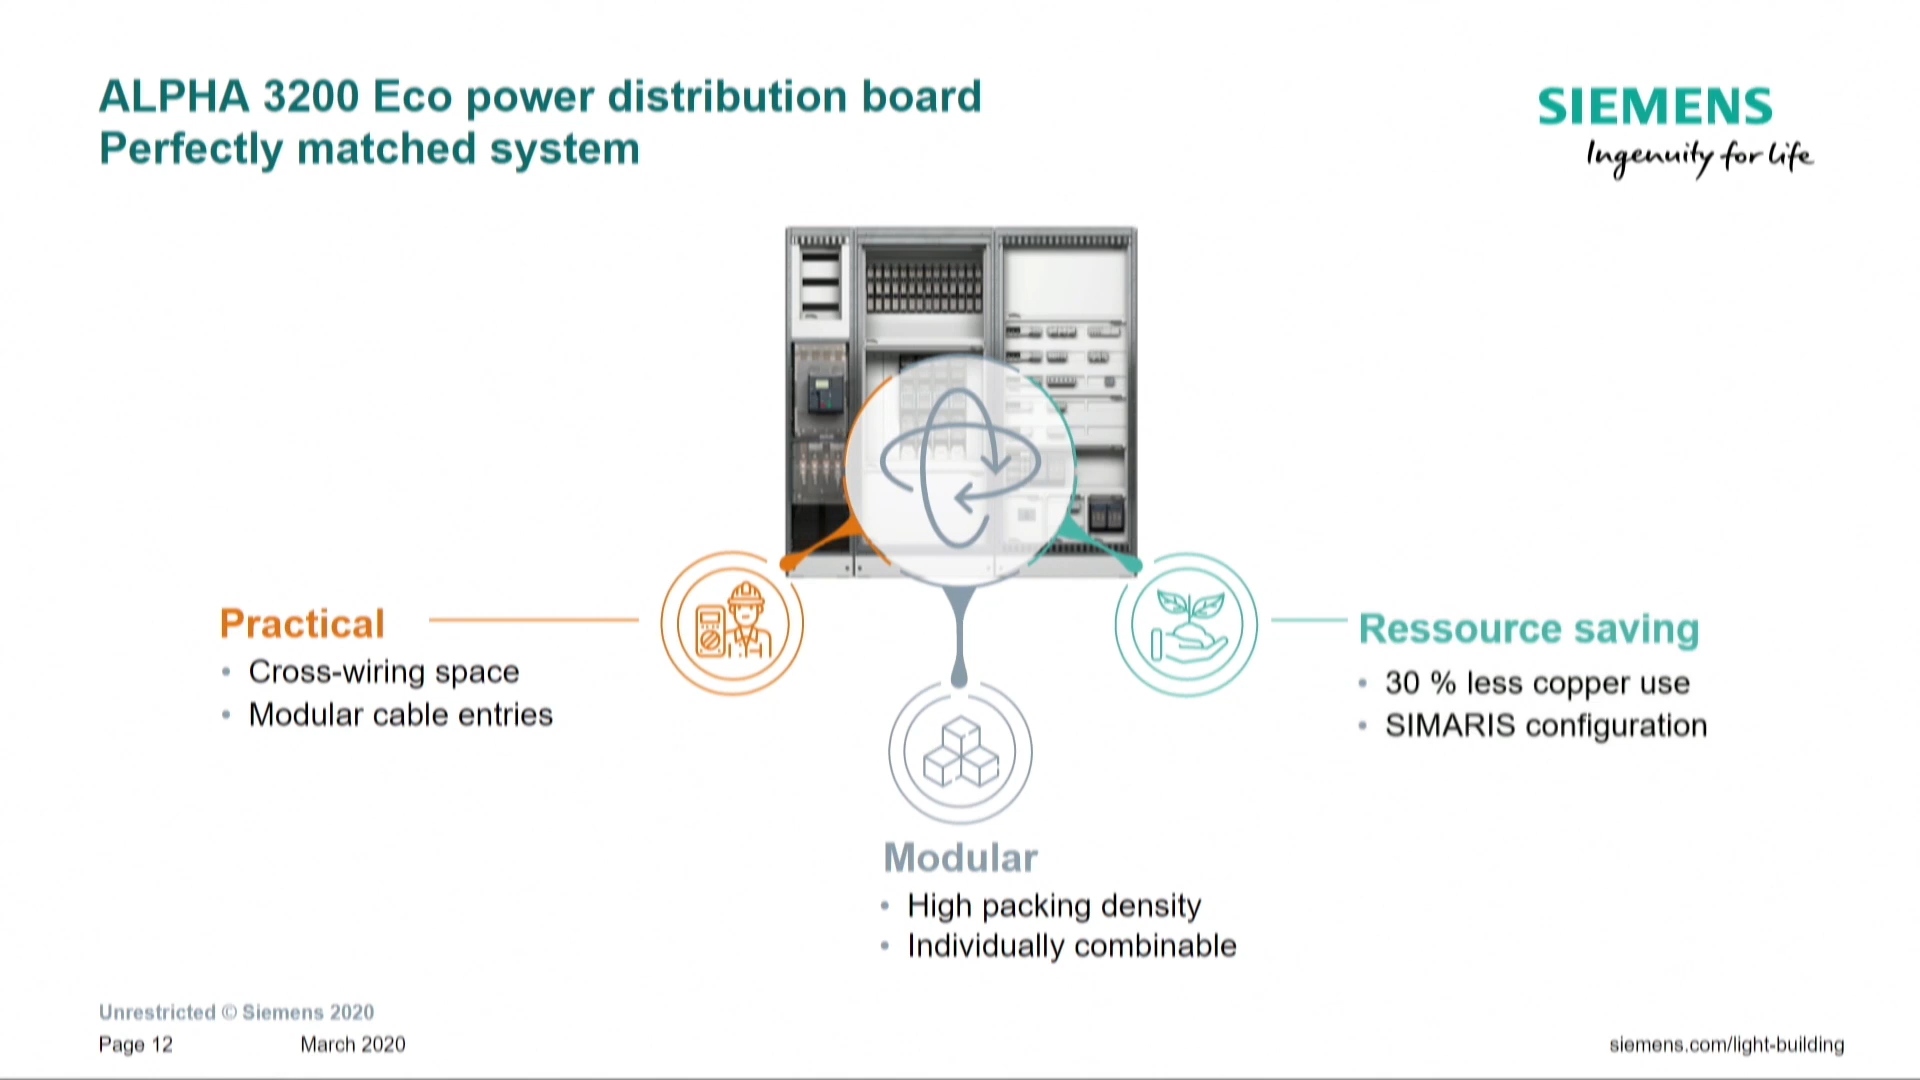 ALPHA 3200 Eco power distribution board
Perfectly matched system
SIEMENS
Ingenuity for life
Practical
• Cross-wiring space
• Modular cable entries
Ressource saving
• 30 % less copper use
• SIMARIS configuration
Modular
• High packing density
• Individually combinable
Unrestricted © Siemens 2020
Page 12 March 2020
siemens.com/light-building